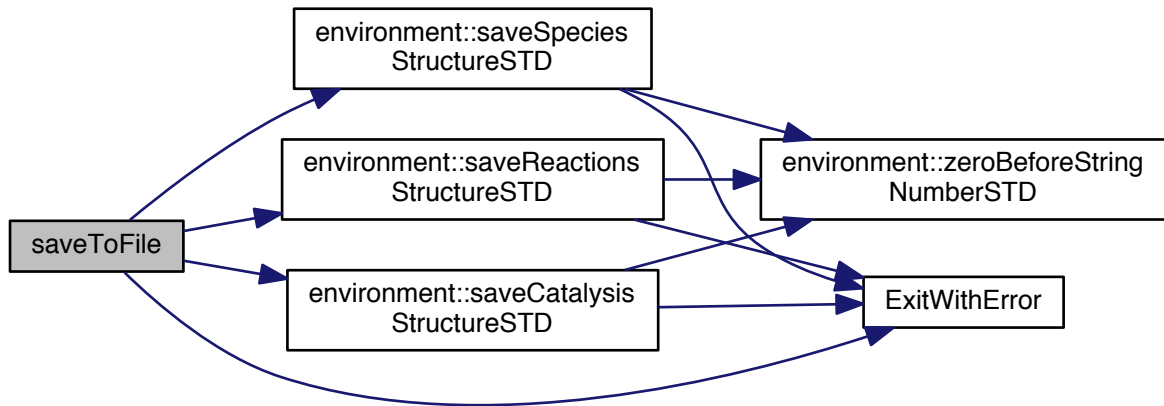 environment::saveSpecies
StructureSTD
environment::saveReactions
StructureSTD
environment::zeroBeforeString
NumberSTD
saveToFile
environment::saveCatalysis
StructureSTD
ExitWithError